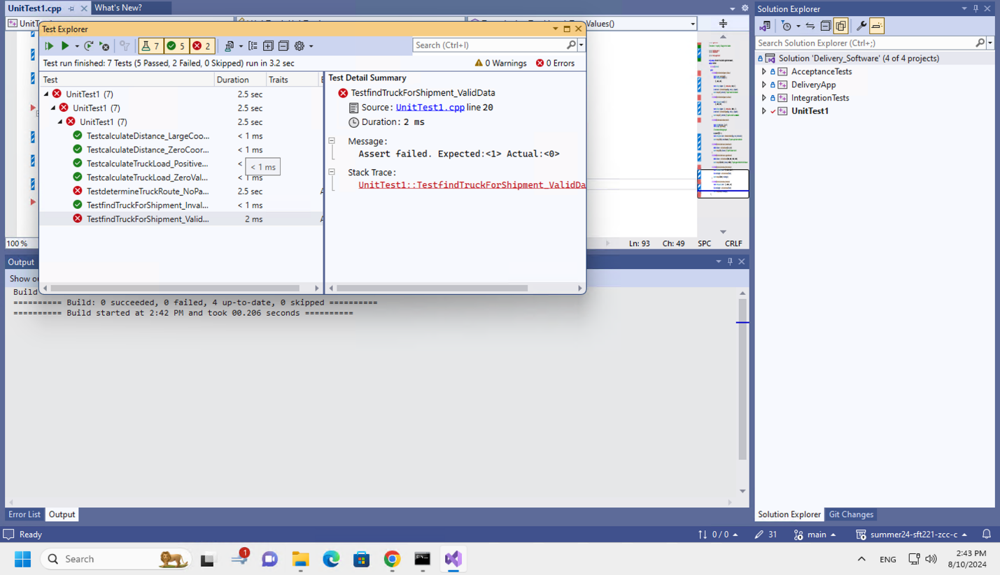 UnitTest1.cpp
What's New?
Values()
Test Explorer
7
5
2
Search (Ctrl+I)
Test run finished: 7 Tests (5 Passed, 2 Failed, 0 Skipped) run in 3.2 sec
0 Warnings
0 Errors
Test
Duration
Traits
UnitTest1 (7)
2.5 sec
UnitTest1 (7)
2.5 sec
UnitTest1 (7)
2.5 sec
TestcalculateDistance_LargeCoo...
< 1 ms
TestcalculateDistance_ZeroCoor...
< 1 ms
TestcalculateTruckLoad_Positive...
<
< 1 ms
TestcalculateTruckLoad_ZeroVal...
< 1 ms
TestdetermineTruckRoute_NoPa...
2.5 sec
TestfindTruckForShipment_Inval...
< 1 ms
TestfindTruckForShipment_Valid...
2 ms
Test Detail Summary
TestfindTruckForShipment_ValidData
Source: UnitTest1.cpp line 20
Duration: 2 ms
Message:
Assert failed. Expected:<1> Actual:<0>
Stack Trace:
UnitTest1::TestfindTruckForShipment_ValidDa
100 %
Ln: 93
Ch: 49
SPC
CRLF
Output
Show ou
Build
========== Build: 0 succeeded, 0 failed, 4 up-to-date, 0 skipped ==========
========== Build started at 2:42 PM and took 00.206 seconds ==========
Error List
Output
Solution Explorer
Search Solution Explorer (Ctrl+;)
Solution 'Delivery_Software' (4 of 4 projects)
AcceptanceTests
DeliveryApp
IntegrationTests
UnitTest1
Solution Explorer
Git Changes
Ready
0 / 0
31
main
summer24-sft221-zcc-c
Search
1
ENG
2:43 PM
8/10/2024